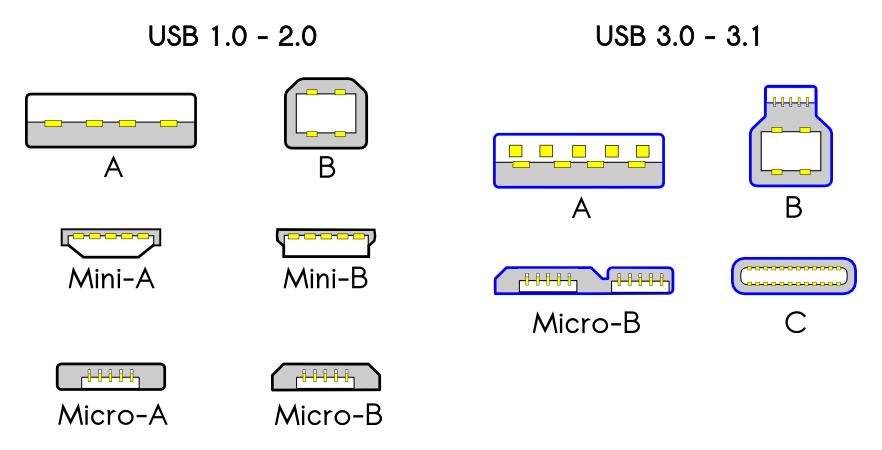 USB 1.0 - 2.0
A
B
Mini-A
Mini-B
Micro-A
Micro-B
USB 3.0 - 3.1
A
B
Micro-B
C